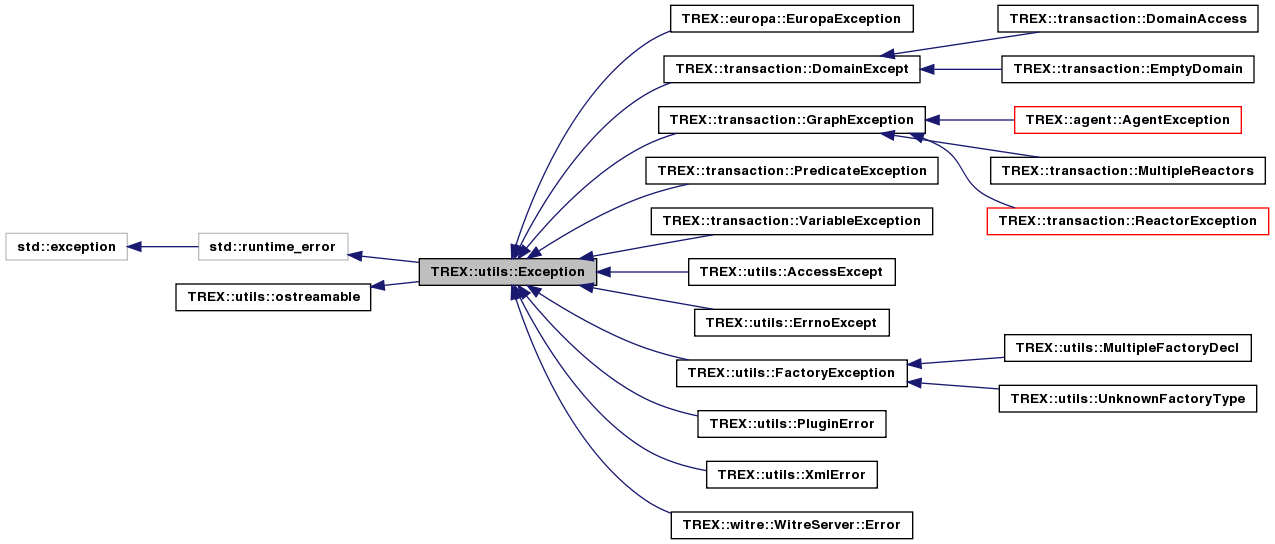 std::exception
std::runtime_error
TREX::utils::ostreamable
TREX::utils::Exception
TREX::europa::EuropaException
TREX::transaction::DomainExcept
TREX::transaction::GraphException
TREX::transaction::PredicateException
TREX::transaction::VariableException
TREX::utils::AccessExcept
TREX::utils::ErrnoExcept
TREX::utils::FactoryException
TREX::utils::PluginError
TREX::utils::XmlError
TREX::witre::WitreServer::Error
TREX::transaction::DomainAccess
TREX::transaction::EmptyDomain
TREX::agent::AgentException
TREX::transaction::MultipleReactors
TREX::transaction::ReactorException
TREX::utils::MultipleFactoryDecl
TREX::utils::UnknownFactoryType